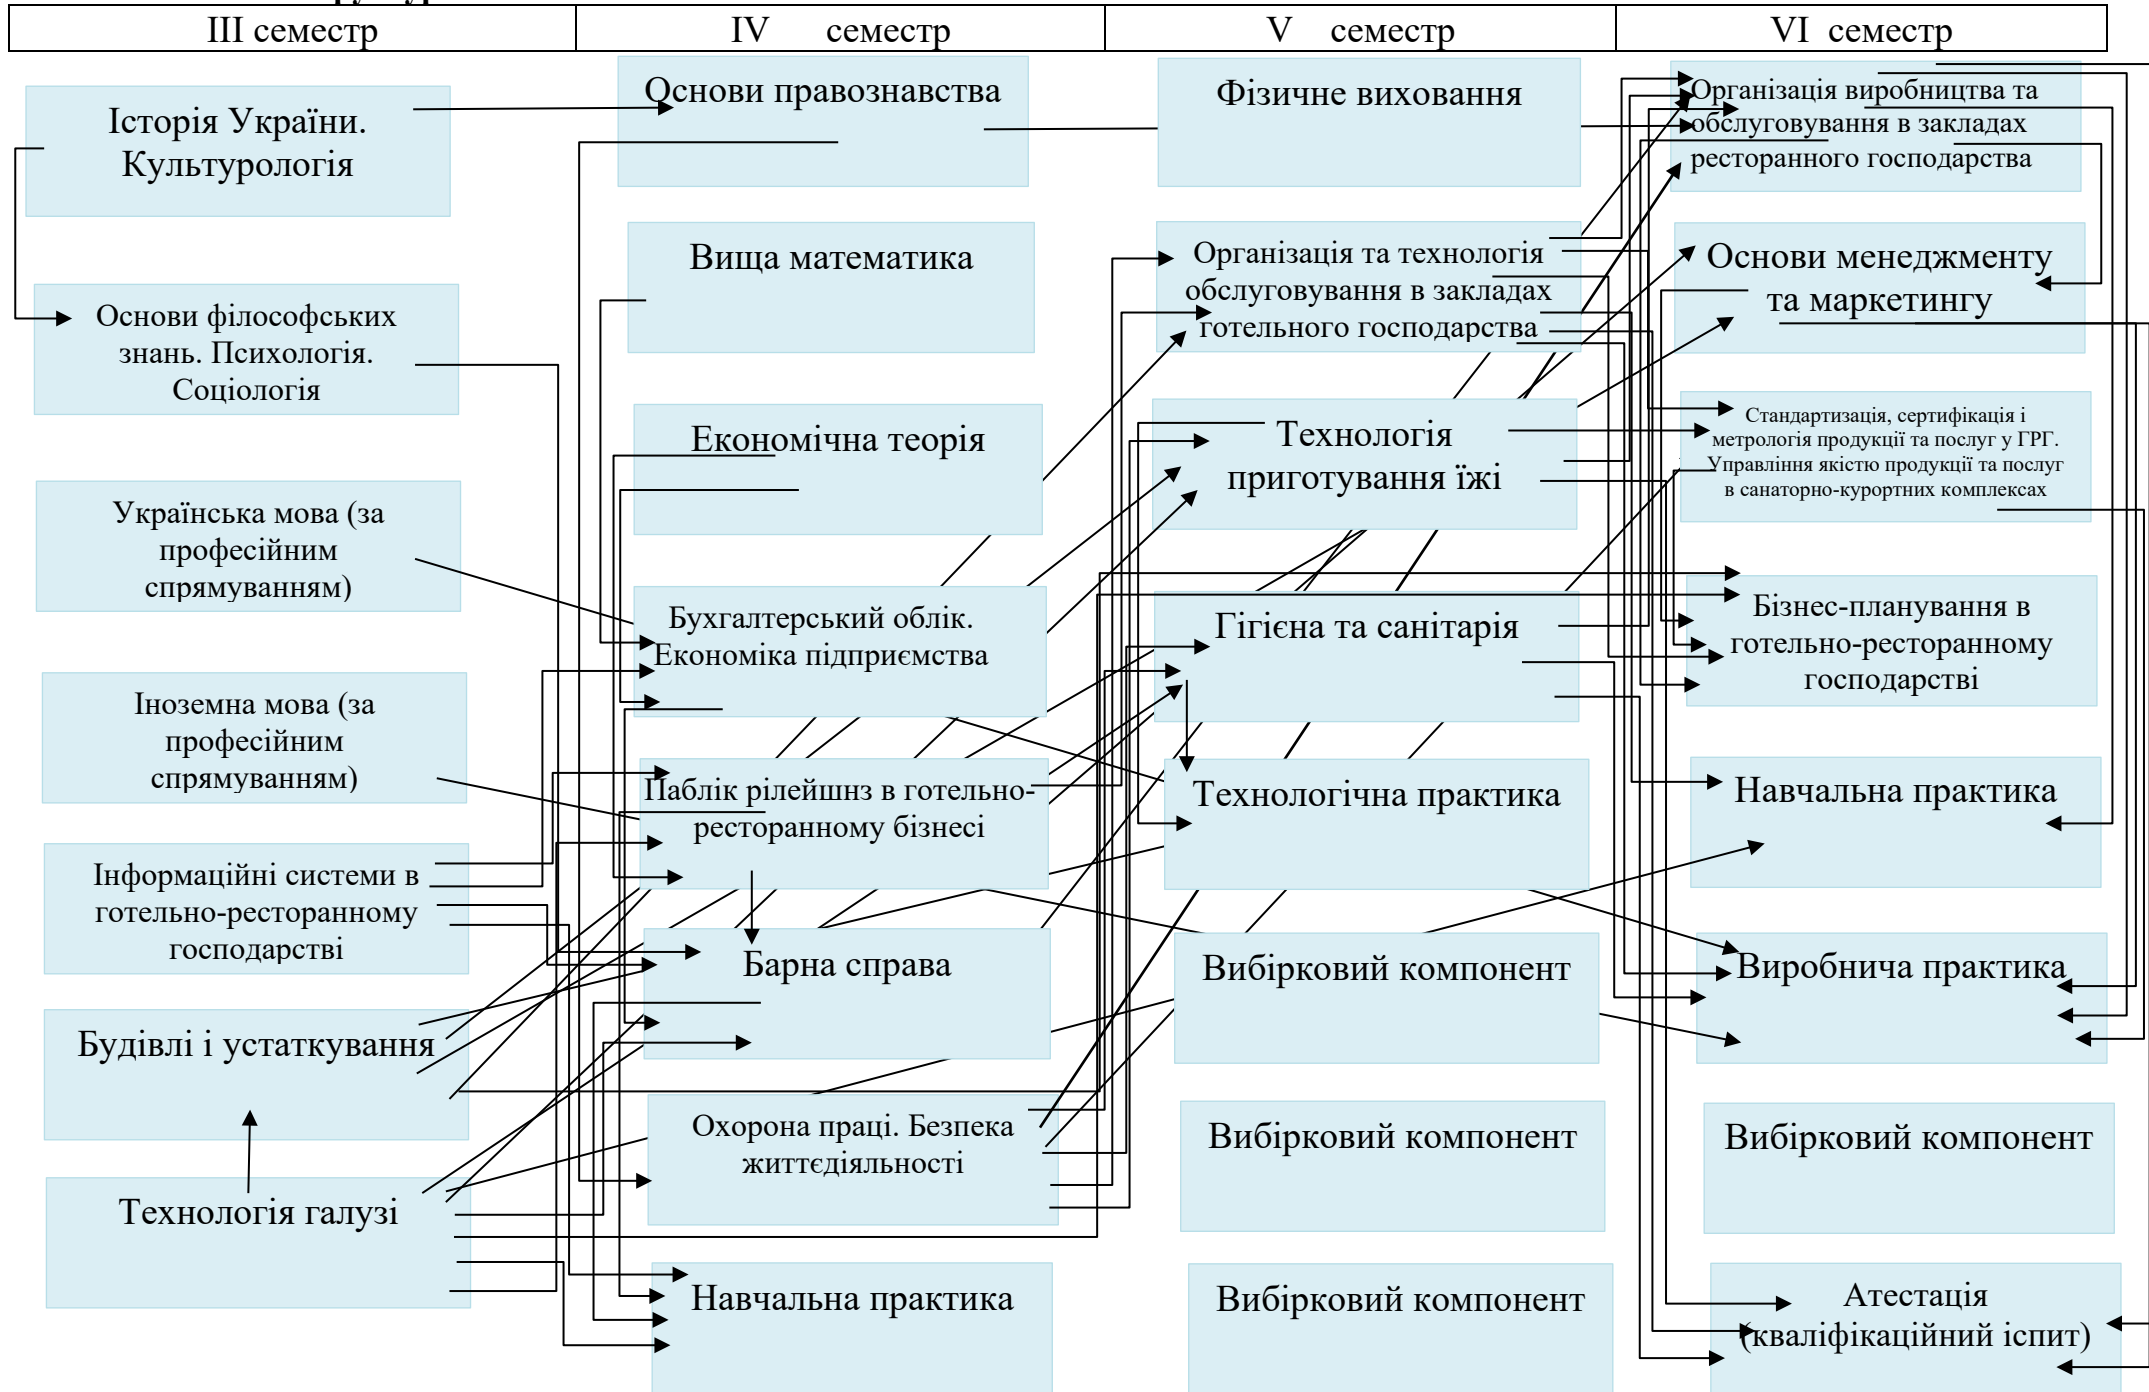 III семестр
IV семестр
V семестр
VI семестр
Історія України.
Культурологія
Основи філософських
знань. Психологія.
Соціологія
Українська мова (за
професійним
спрямуванням)
Іноземна мова (за
професійним
спрямуванням)
Інформаційні системи в
готельно-ресторанному
господарстві
Будівлі і устаткування
Технологія галузі
Основи правознавства
Вища математика
Економічна теорія
Бухгалтерський облік.
Економіка підприємства
Паблік рілейшнз в готельно-
ресторанному бізнесі
Барна справа
Охорона праці. Безпека
життєдіяльності
Навчальна практика
Фізичне виховання
Організація та технологія
обслуговування в закладах
готельного господарства
Технологія
приготування їжі
Гігієна та санітарія
Технологічна практика
Вибірковий компонент
Вибірковий компонент
Вибірковий компонент
Організація виробництва та
обслуговування в закладах
ресторанного господарства
Основи менеджменту
та маркетингу
Стандартизація, сертифікація і
метрологія продукції та послуг у ГРГ.
Управління якістю продукції та послуг
в санаторно-курортних комплексах
Бізнес-планування в
готельно-ресторанному
господарстві
Навчальна практика
Виробнича практика
Вибірковий компонент
Атестація
(кваліфікаційний іспит)